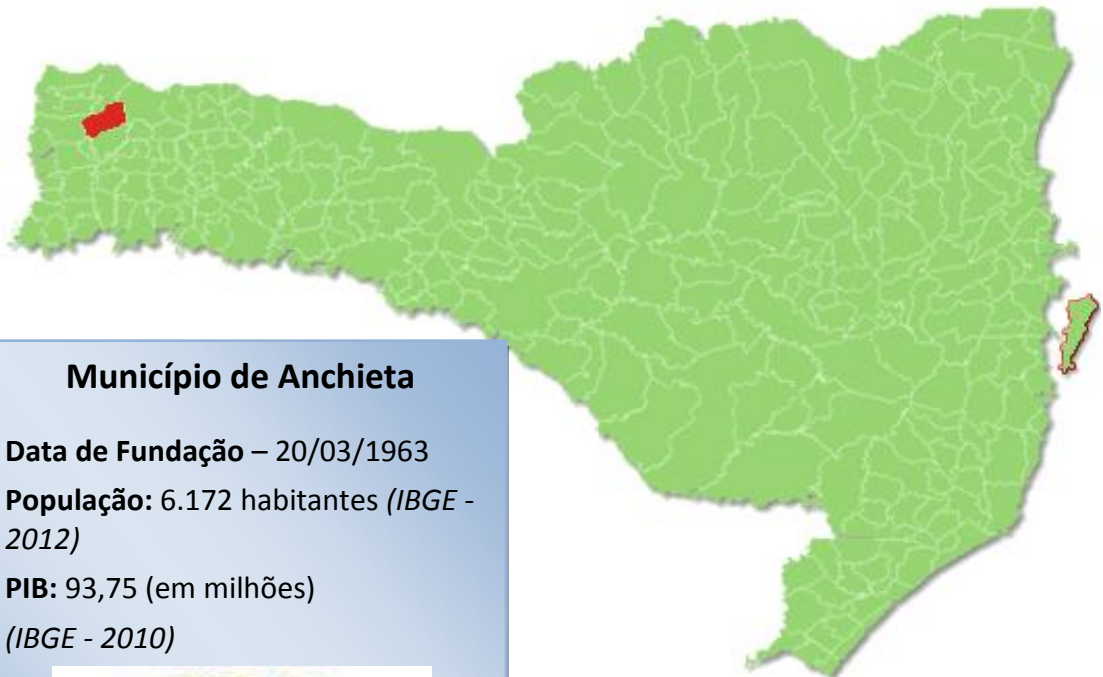 Município de Anchieta
Data de Fundação – 20/03/1963
População: 6.172 habitantes (IBGE -
2012)
PIB: 93,75 (em milhões)
(IBGE - 2010)